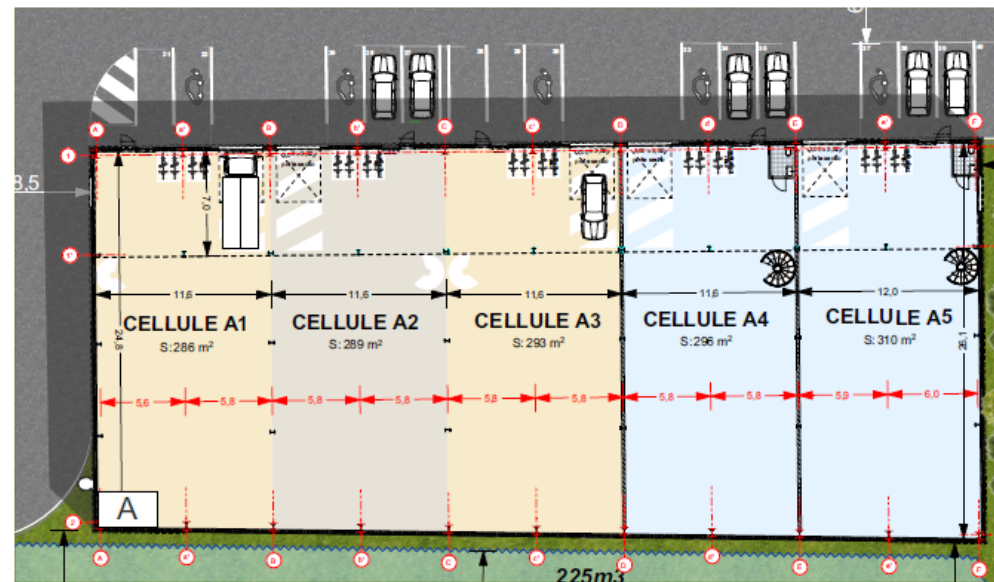 8,5
A
a'
B
b'
C
c'
D
d'
E
e'
F
1
7,0
1'
11,6
11,6
11,6
11,6
12,0
CELLULE A1
CELLULE A2
CELLULE A3
CELLULE A4
CELLULE A5
S: 286 m²
S: 289 m²
S: 293 m²
S: 296 m²
S: 310 m²
24,8
26,1
5,6
5,8
5,8
5,8
5,8
5,8
5,8
5,8
5,9
6,0
A
2
A
a'
B
b'
C
c'
D
d'
E
e'
F
225m3